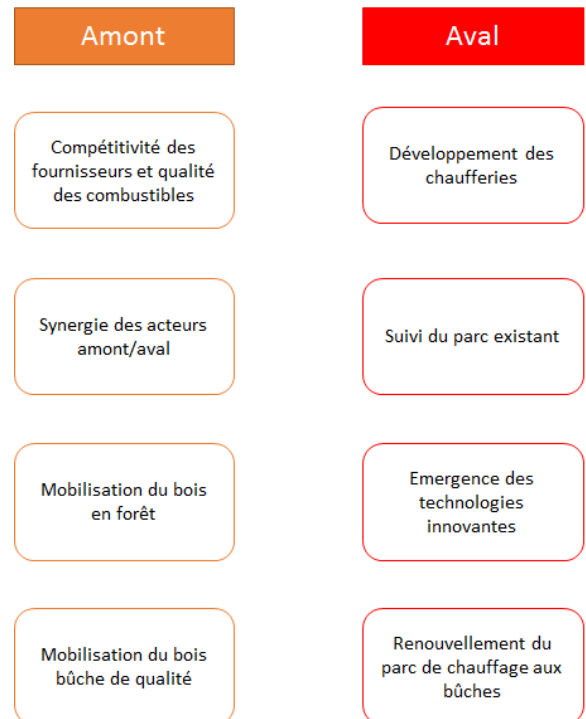 Amont
Aval
Compétitivité des
fournisseurs et qualité
des combustibles
Développement des
chaufferies
Synergie des acteurs
amont/aval
Suivi du parc existant
Mobilisation du bois
en forêt
Emergence des
technologies
innovantes
Mobilisation du bois
bûche de qualité
Renouvellement du
parc de chauffage aux
bûches